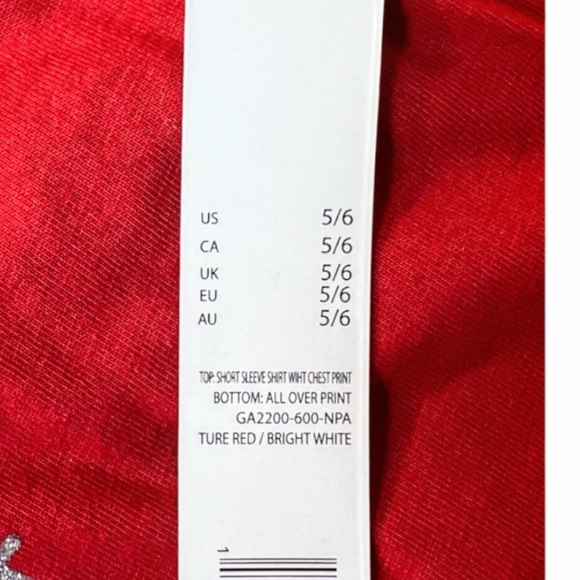 US 5/6
CA 5/6
UK 5/6
EU 5/6
AU 5/6
TOP: SHORT SLEEVE SHIRT WIHT CHEST PRINT
BOTTOM: ALL OVER PRINT
GA2200-600-NPA
TURE RED / BRIGHT WHITE
1